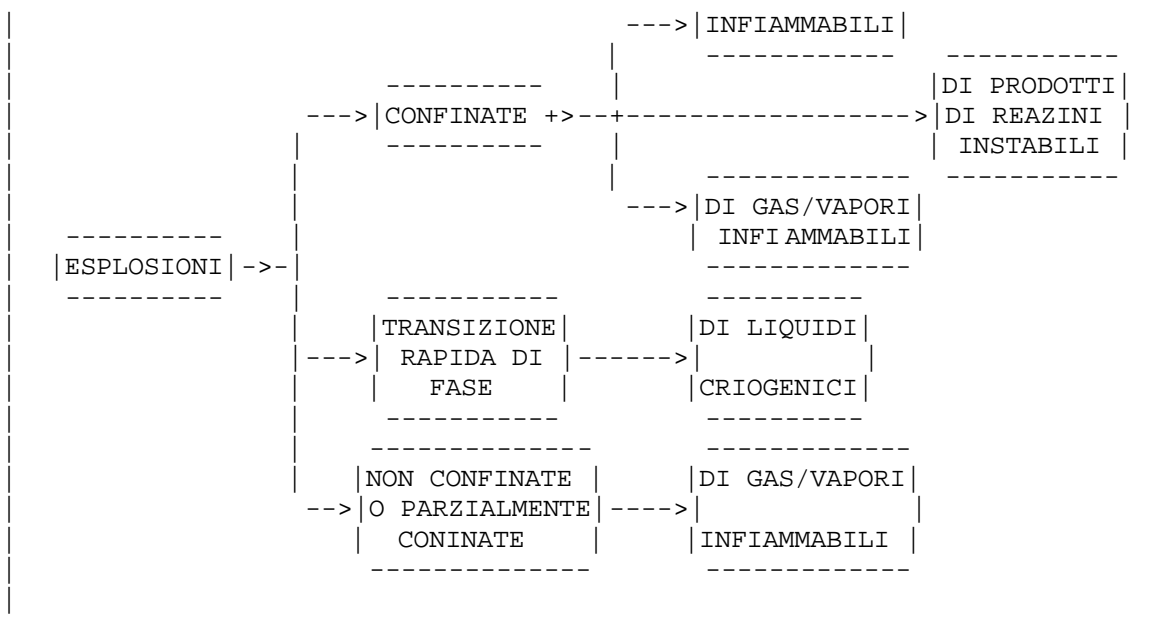 INFIAMMABILI
DI PRODOTTI
CONFINATE
DI REAZINI
INSTABILI
DI GAS/VAPORI
INFIAMMABILI
ESPLOSIONI
TRANSIZIONE
RAPIDA DI
FASE
DI LIQUIDI
CRIOGENICI
NON CONFINATE
O PARZIALMENTE
CONINATE
DI GAS/VAPORI
INFIAMMABILI